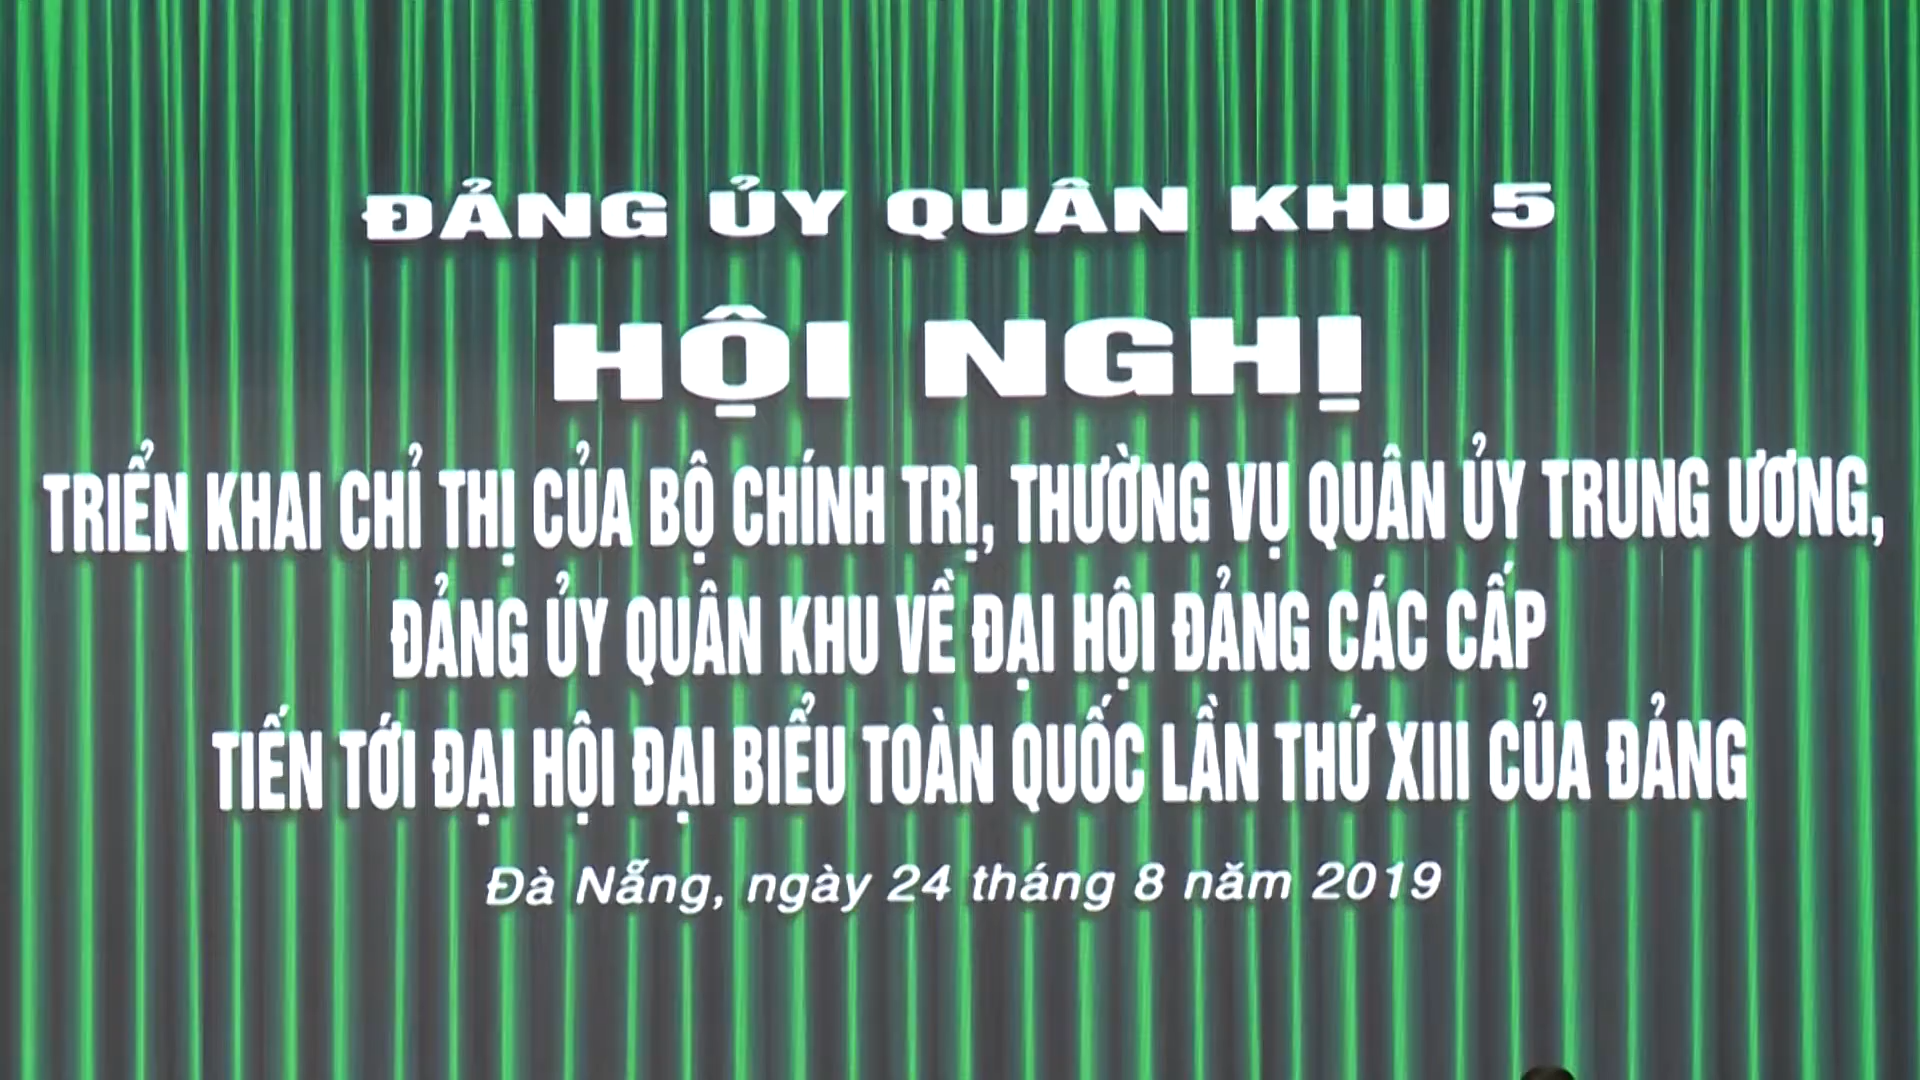 ĐẢNG ỦY QUÂN KHU 5
HỘI NGHỊ
TRIỂN KHAI CHỈ THỊ CỦA BỘ CHÍNH TRỊ, THƯỜNG VỤ QUÂN ỦY TRUNG ƯƠNG,
ĐẢNG ỦY QUÂN KHU VỀ ĐẠI HỘI ĐẢNG CÁC CẤP
TIẾN TỚI ĐẠI HỘI ĐẠI BIỂU TOÀN QUỐC LẦN THỨ XIII CỦA ĐẢNG
Đà Nẵng, ngày 24 tháng 8 năm 2019